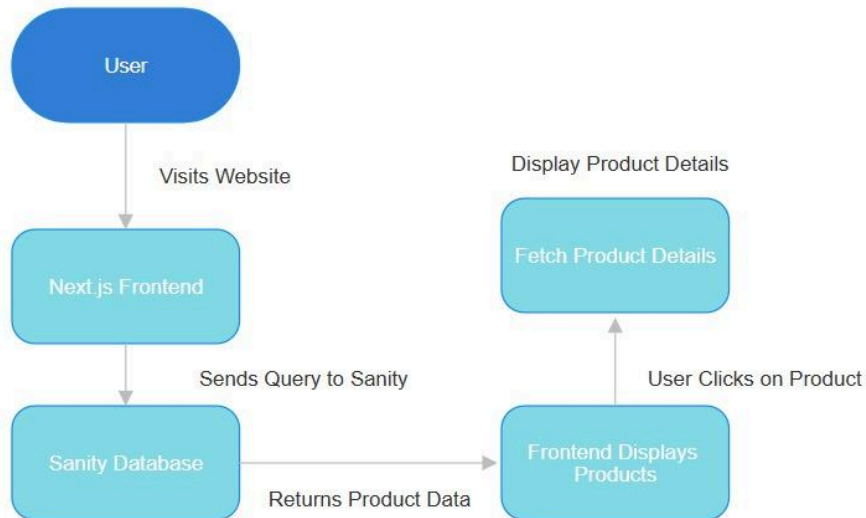 User
Visits Website
Next.js Frontend
Sends Query to Sanity
Sanity Database
Returns Product Data
Frontend Displays
Products
User Clicks on Product
Fetch Product Details
Display Product Details